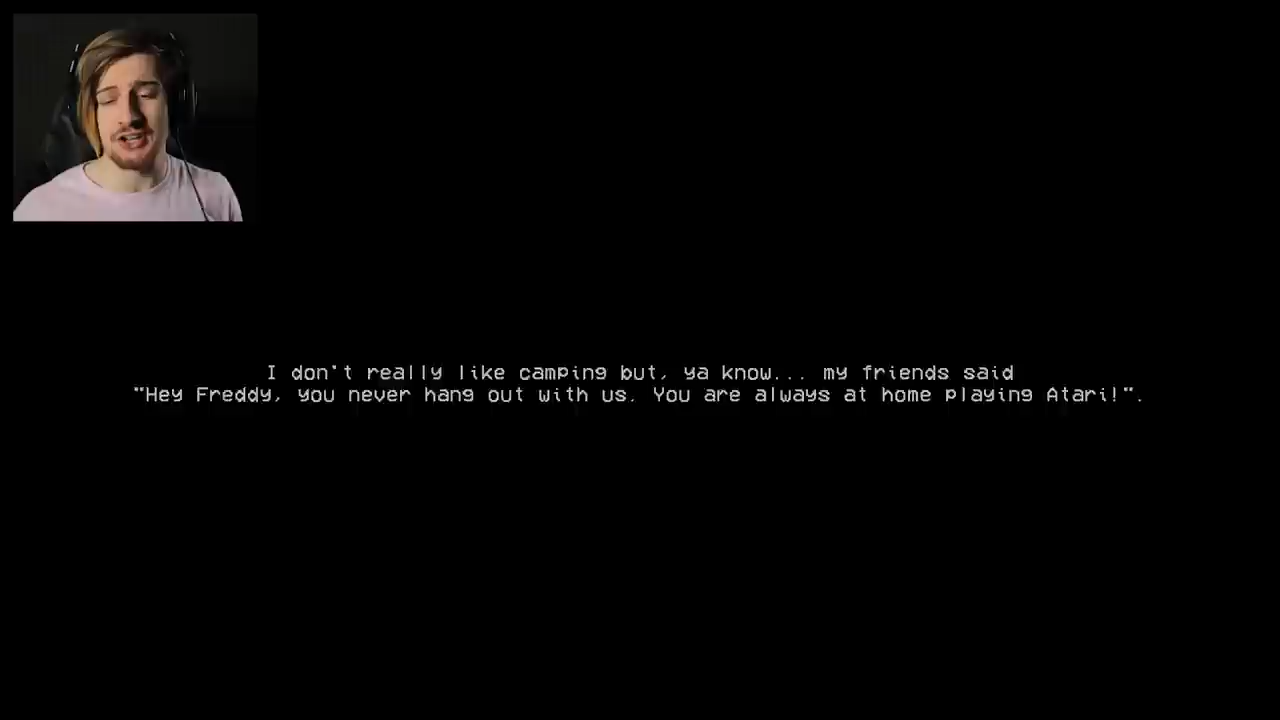 I don't really like camping but, ya know... my friends said
"Hey Freddy, you never hang out with us. You are always at home playing Atari!".